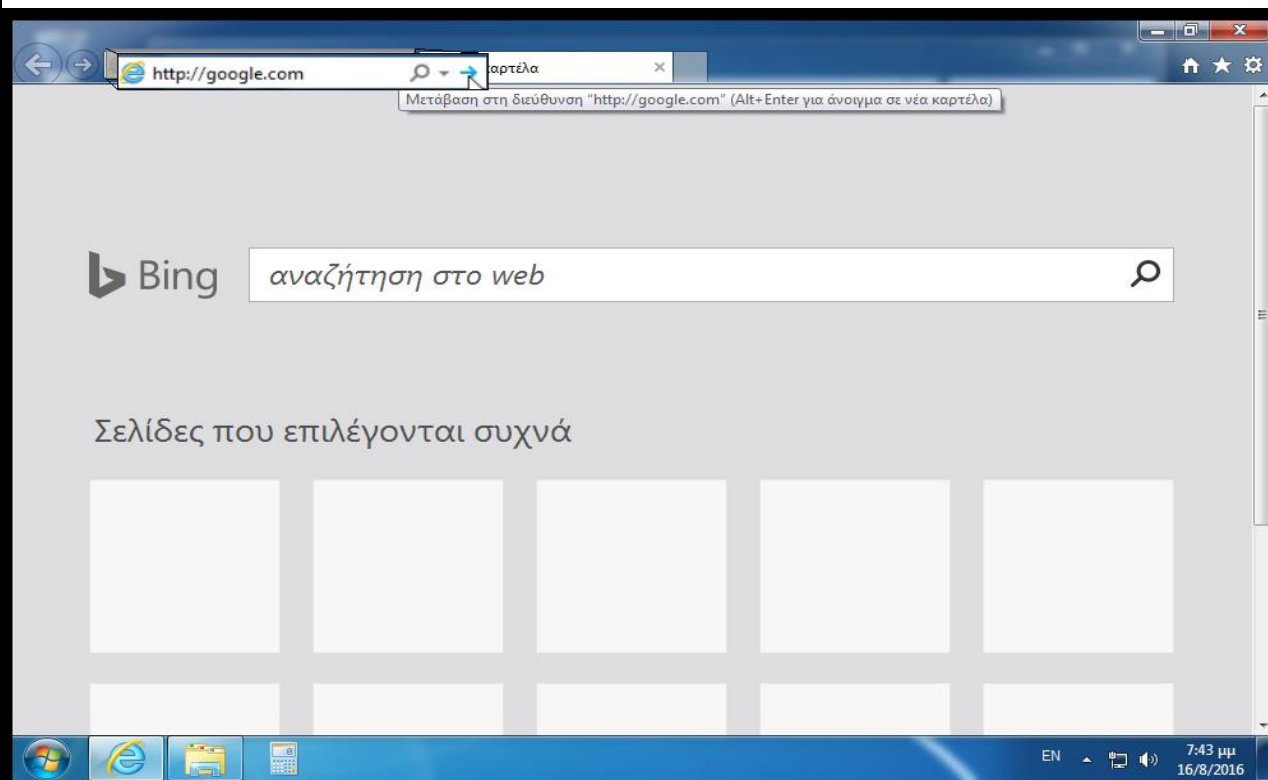 http://google.com
αρτέλα
Μετάβαση στη διεύθυνση "http://google.com" (Alt+Enter για άνοιγμα σε νέα καρτέλα)
Bing
αναζήτηση στο web
Σελίδες που επιλέγονται συχνά
EN
7:43 μμ
16/8/2016